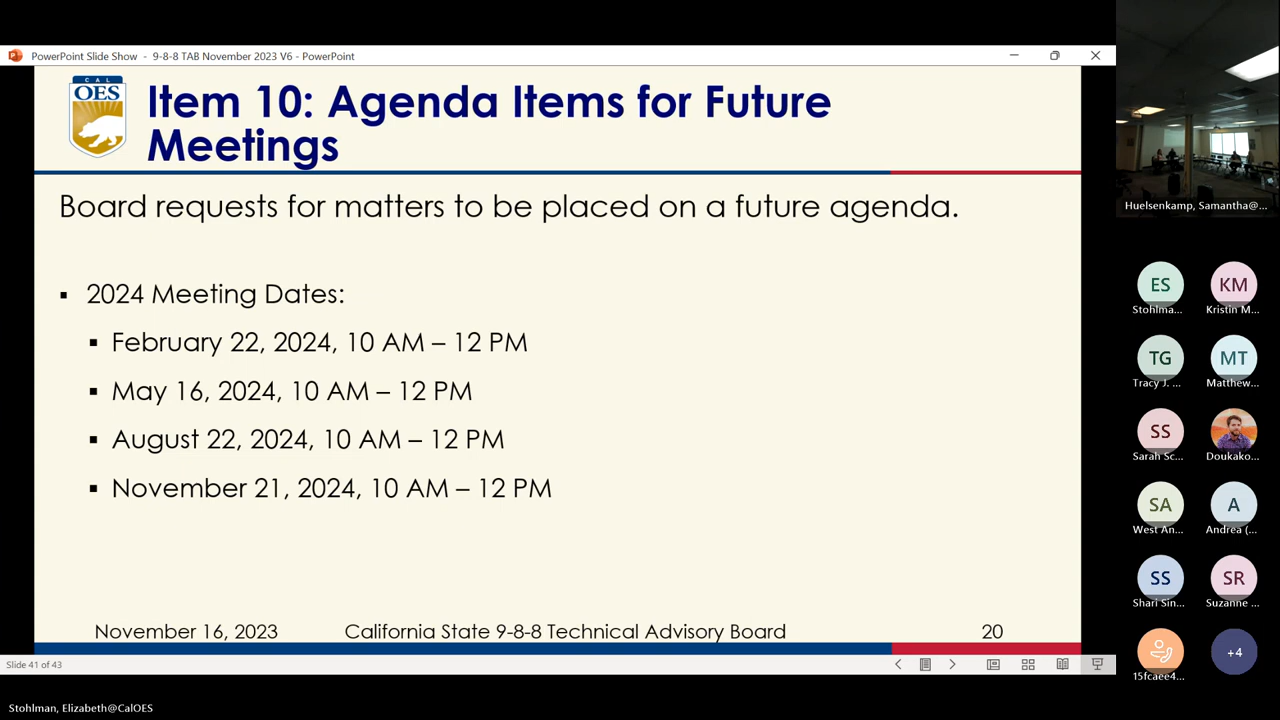 PowerPoint Slide Show - 9-8-8 TAB November 2023 V6 - PowerPoint
CAL
OES
Item 10: Agenda Items for Future
Meetings
Board requests for matters to be placed on a future agenda.
▪ 2024 Meeting Dates:
▪ February 22, 2024, 10 AM – 12 PM
▪ May 16, 2024, 10 AM – 12 PM
▪ August 22, 2024, 10 AM – 12 PM
▪ November 21, 2024, 10 AM – 12 PM
November 16, 2023 California State 9-8-8 Technical Advisory Board 20
Slide 41 of 43
Stohlman, Elizabeth@CalOES
Huelsenkamp, Samantha@...
ES KM
Stohlma... Kristin M...
TG MT
Tracy J. ... Matthew...
SS
Sarah Sc... Doukako...
SA A
West An... Andrea (...
SS SR
Shari Sin... Suzanne ...
+4
15fcaee4...